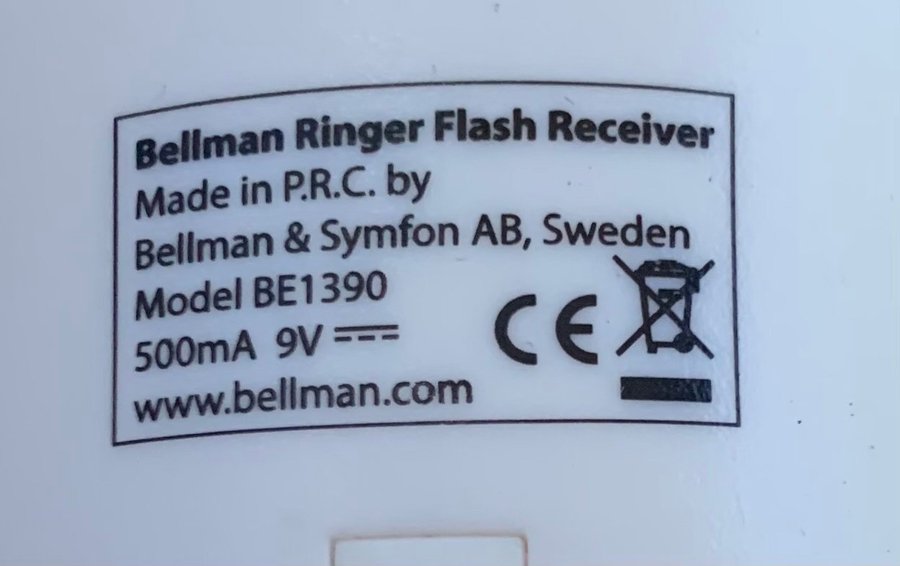 Bellman Ringer Flash Receiver
Made in P.R.C. by
Bellman & Symfon AB, Sweden
Model BE1390
500mA 9V
www.bellman.com
CE